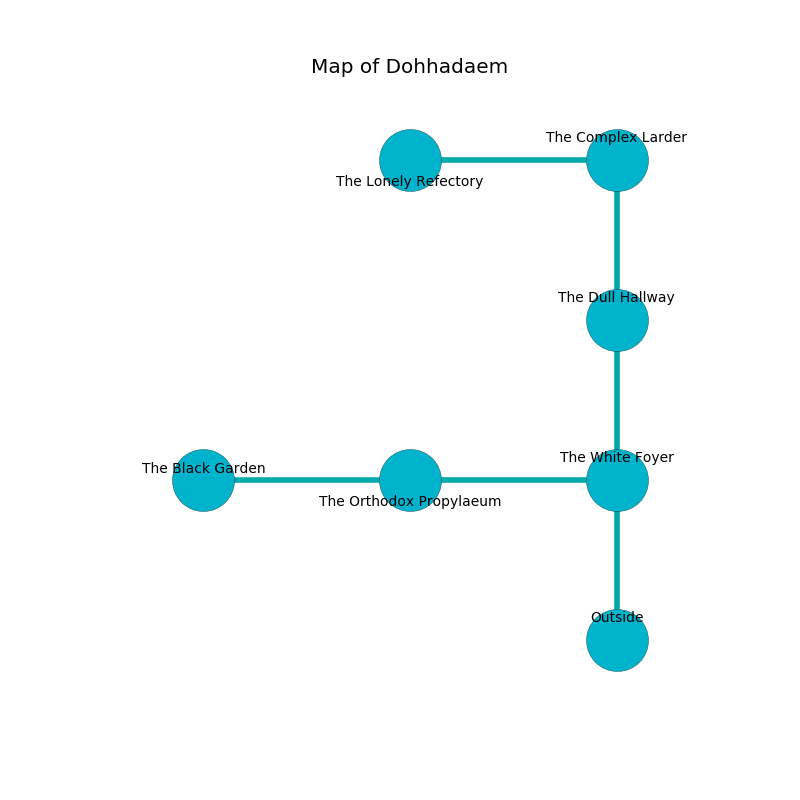 Map of Dohhadaem
The Complex Larder
The Lonely Refectory
The Dull Hallway
The White Foyer
The Black Garden
The Orthodox Propylaeum
Outside